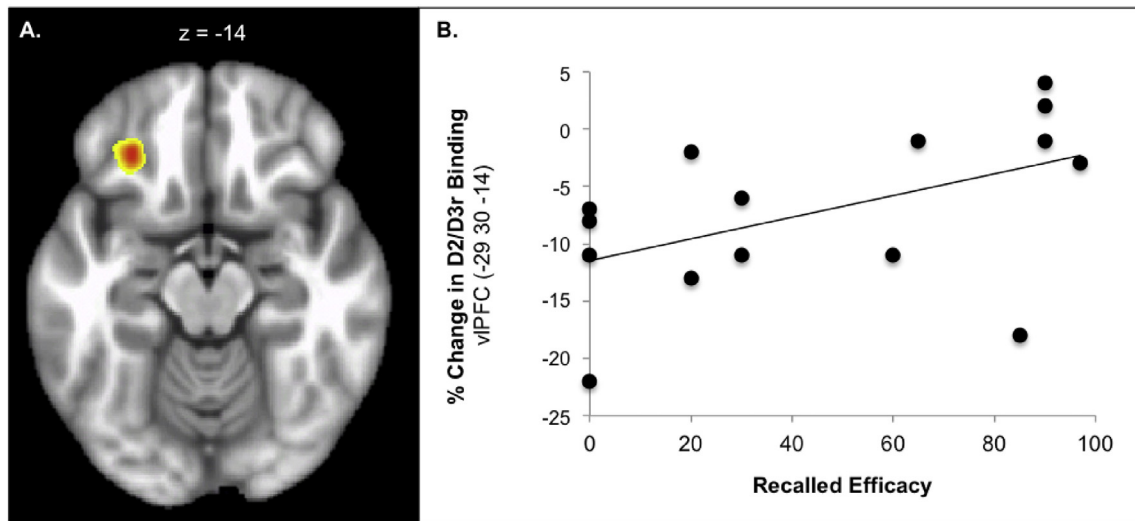 A.
z = -14
B.
% Change in D2/D3r Binding
vlPFC (-29 30 -14)
5
0
-5
-10
-15
-20
-25
0
20
40
60
80
100
Recalled Efficacy